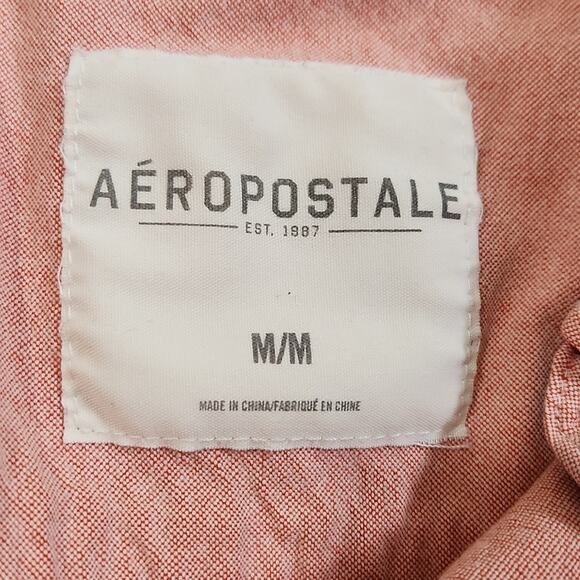 AÉROPOSTALE
EST. 1987
M/M
MADE IN CHINA/FABRIQUÉ EN CHINE